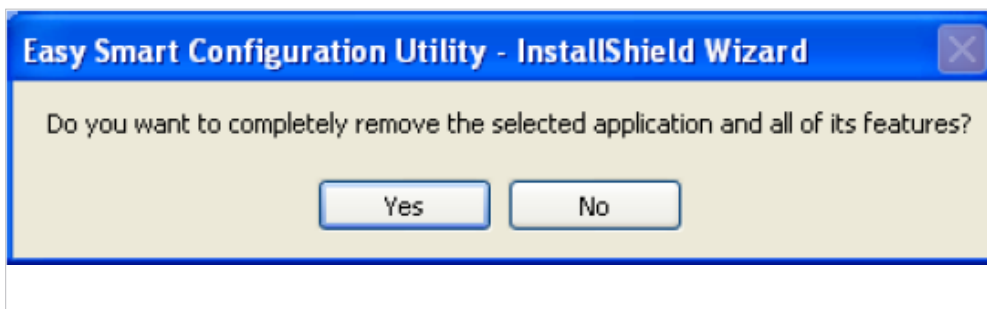 Easy Smart Configuration Utility - InstallShield Wizard
Do you want to completely remove the selected application and all of its features?
Yes
No